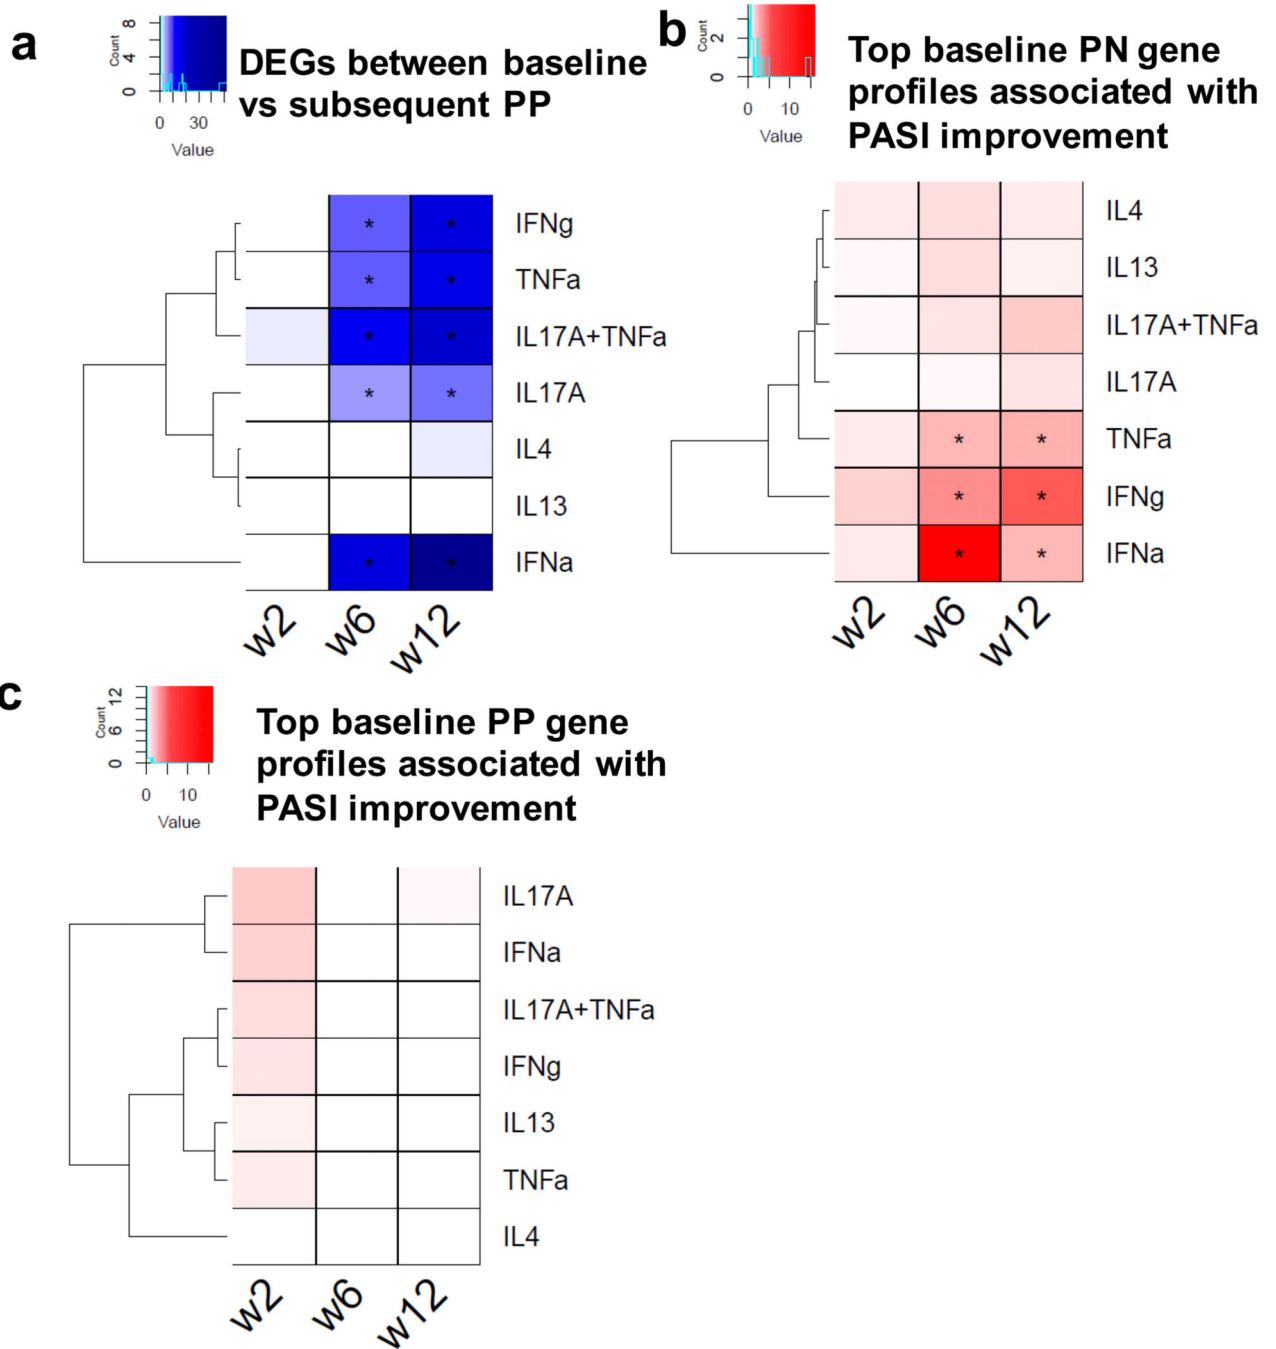 a
8
4
0
Count
0 30
Value
DEGs between baseline
vs subsequent PP
* * IFNg
* * TNFa
* * IL17A+TNFa
* * IL17A
IL4
IL13
* * IFNa
w2 w6 w12
b
2
0
Count
0 10
Value
Top baseline PN gene
profiles associated with
PASI improvement
IL4
IL13
IL17A+TNFa
IL17A
* * TNFa
* * IFNg
* * IFNa
w2 w6 w12
c
12
6
0
Count
0 10
Value
Top baseline PP gene
profiles associated with
PASI improvement
IL17A
IFNa
IL17A+TNFa
IFNg
IL13
TNFa
IL4
w2 w6 w12